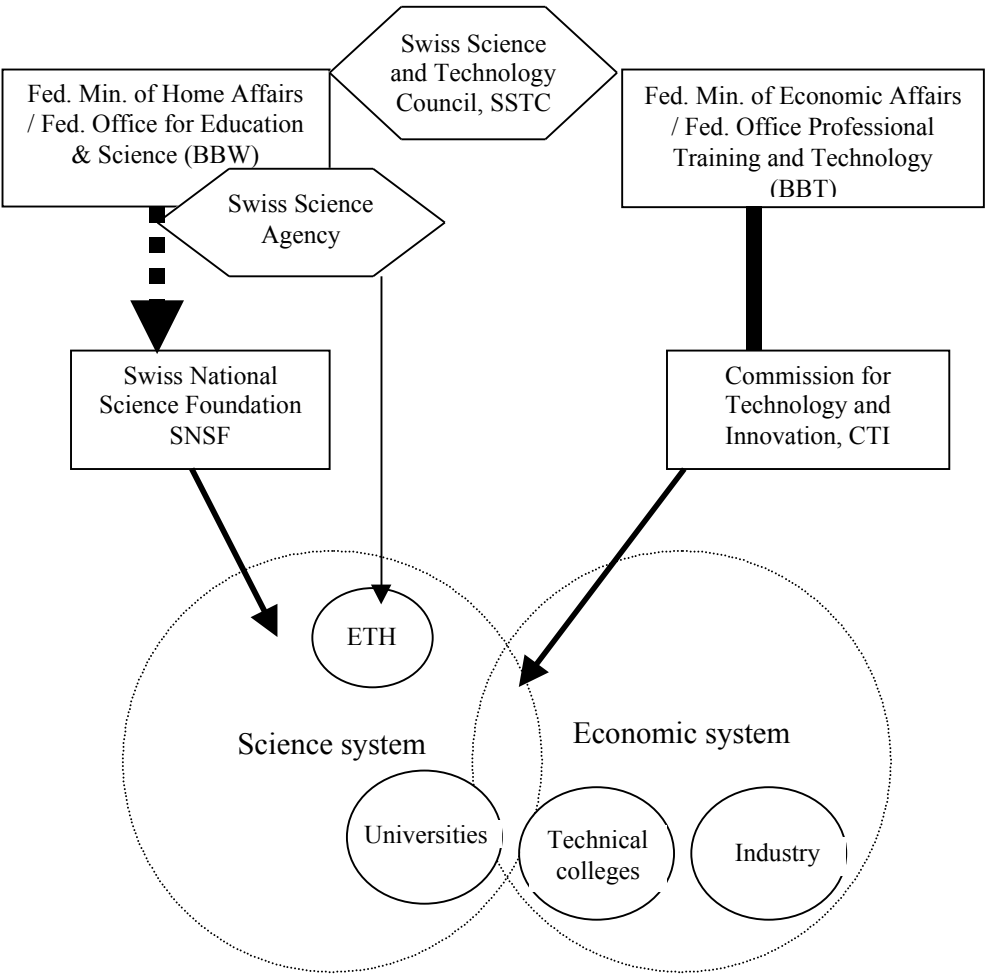 Swiss Science
and Technology
Council, SSTC
Fed. Min. of Home Affairs
/ Fed. Office for Education
& Science (BBW)
Fed. Min. of Economic Affairs
/ Fed. Office Professional
Training and Technology
(BBT)
Swiss Science
Agency
Swiss National
Science Foundation
SNSF
Commission for
Technology and
Innovation, CTI
ETH
Science system
Economic system
Universities
Technical
colleges
Industry